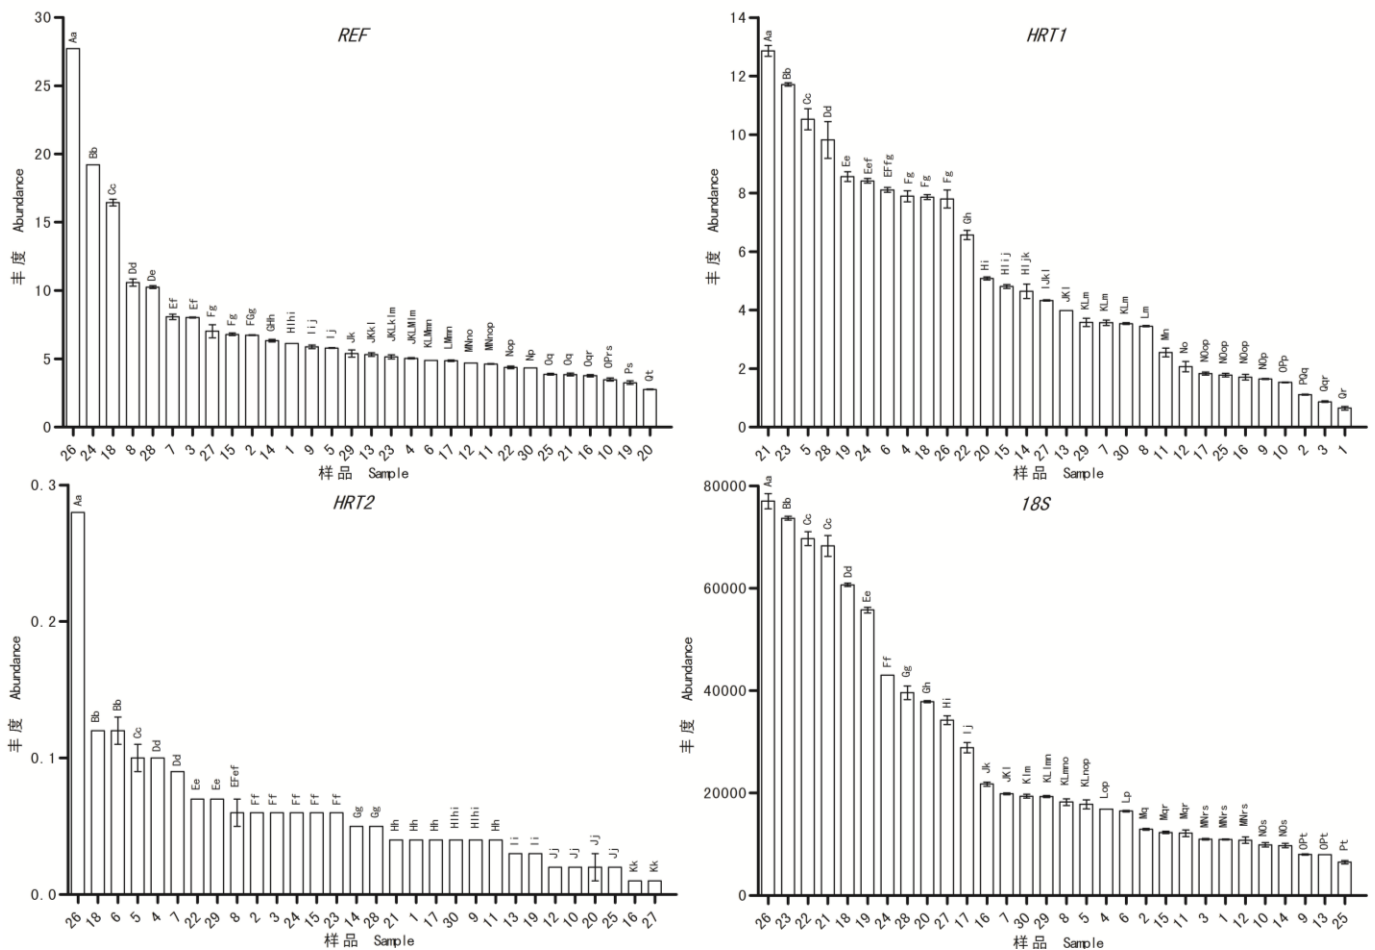 REF
30
25
20
15
10
5
0
丰度 Abundance
Aa Bb Cc Dd De Ef Ef Fg Fg FGg GHh HIhi Iij Ij Jk JKkl JKLklm JKLMlm KLMmn LMmn MNno MNnop Nop Np Oq Oq Oqr OPrs Ps Qt
26 24 18 8 28 7 3 27 15 2 14 1 9 5 29 13 23 4 6 17 12 11 22 30 25 21 16 10 19 20
样品 Sample
HRT1
14
12
10
8
6
4
2
0
丰度 Abundance
Aa Bb Cc Dd Ee Eef EFfg Fg Fg Fg Gh Hi HIij HIjk IJkl JKl KLm KLm KLm Lm Mn No NOop NOop NOop NOp OPp PQq Qqr Qr
21 23 5 28 19 24 6 4 18 26 22 20 15 14 27 13 29 7 30 8 11 12 17 25 16 9 10 2 3 1
样品 Sample
HRT2
0.3
0.2
0.1
0.0
丰度 Abundance
Aa Bb Bb Cc Dd Dd Ee Ee EFef Ff Ff Ff Ff Ff Gg Gg Hh Hh Hh HIhi HIhi Hh Ii Ii Jj Jj Jj Jj Kk Kk
26 18 6 5 4 7 22 29 8 2 3 24 15 23 14 28 21 1 17 30 9 11 13 19 12 10 20 25 16 27
样品 Sample
18S
80000
60000
40000
20000
0
丰度 Abundance
Aa Bb Cc Cc Dd Ee Ff Gg Gh Hi Ij Jk JKl Klm KLlmn KLmno KLnop Lop Lp Mq Mqr Mqr MNrs MNrs MNrs NOs NOs OPt OPt Pt
26 23 22 21 18 19 24 28 20 27 17 16 7 30 29 8 5 4 6 2 15 11 3 1 12 10 14 9 13 25
样品 Sample